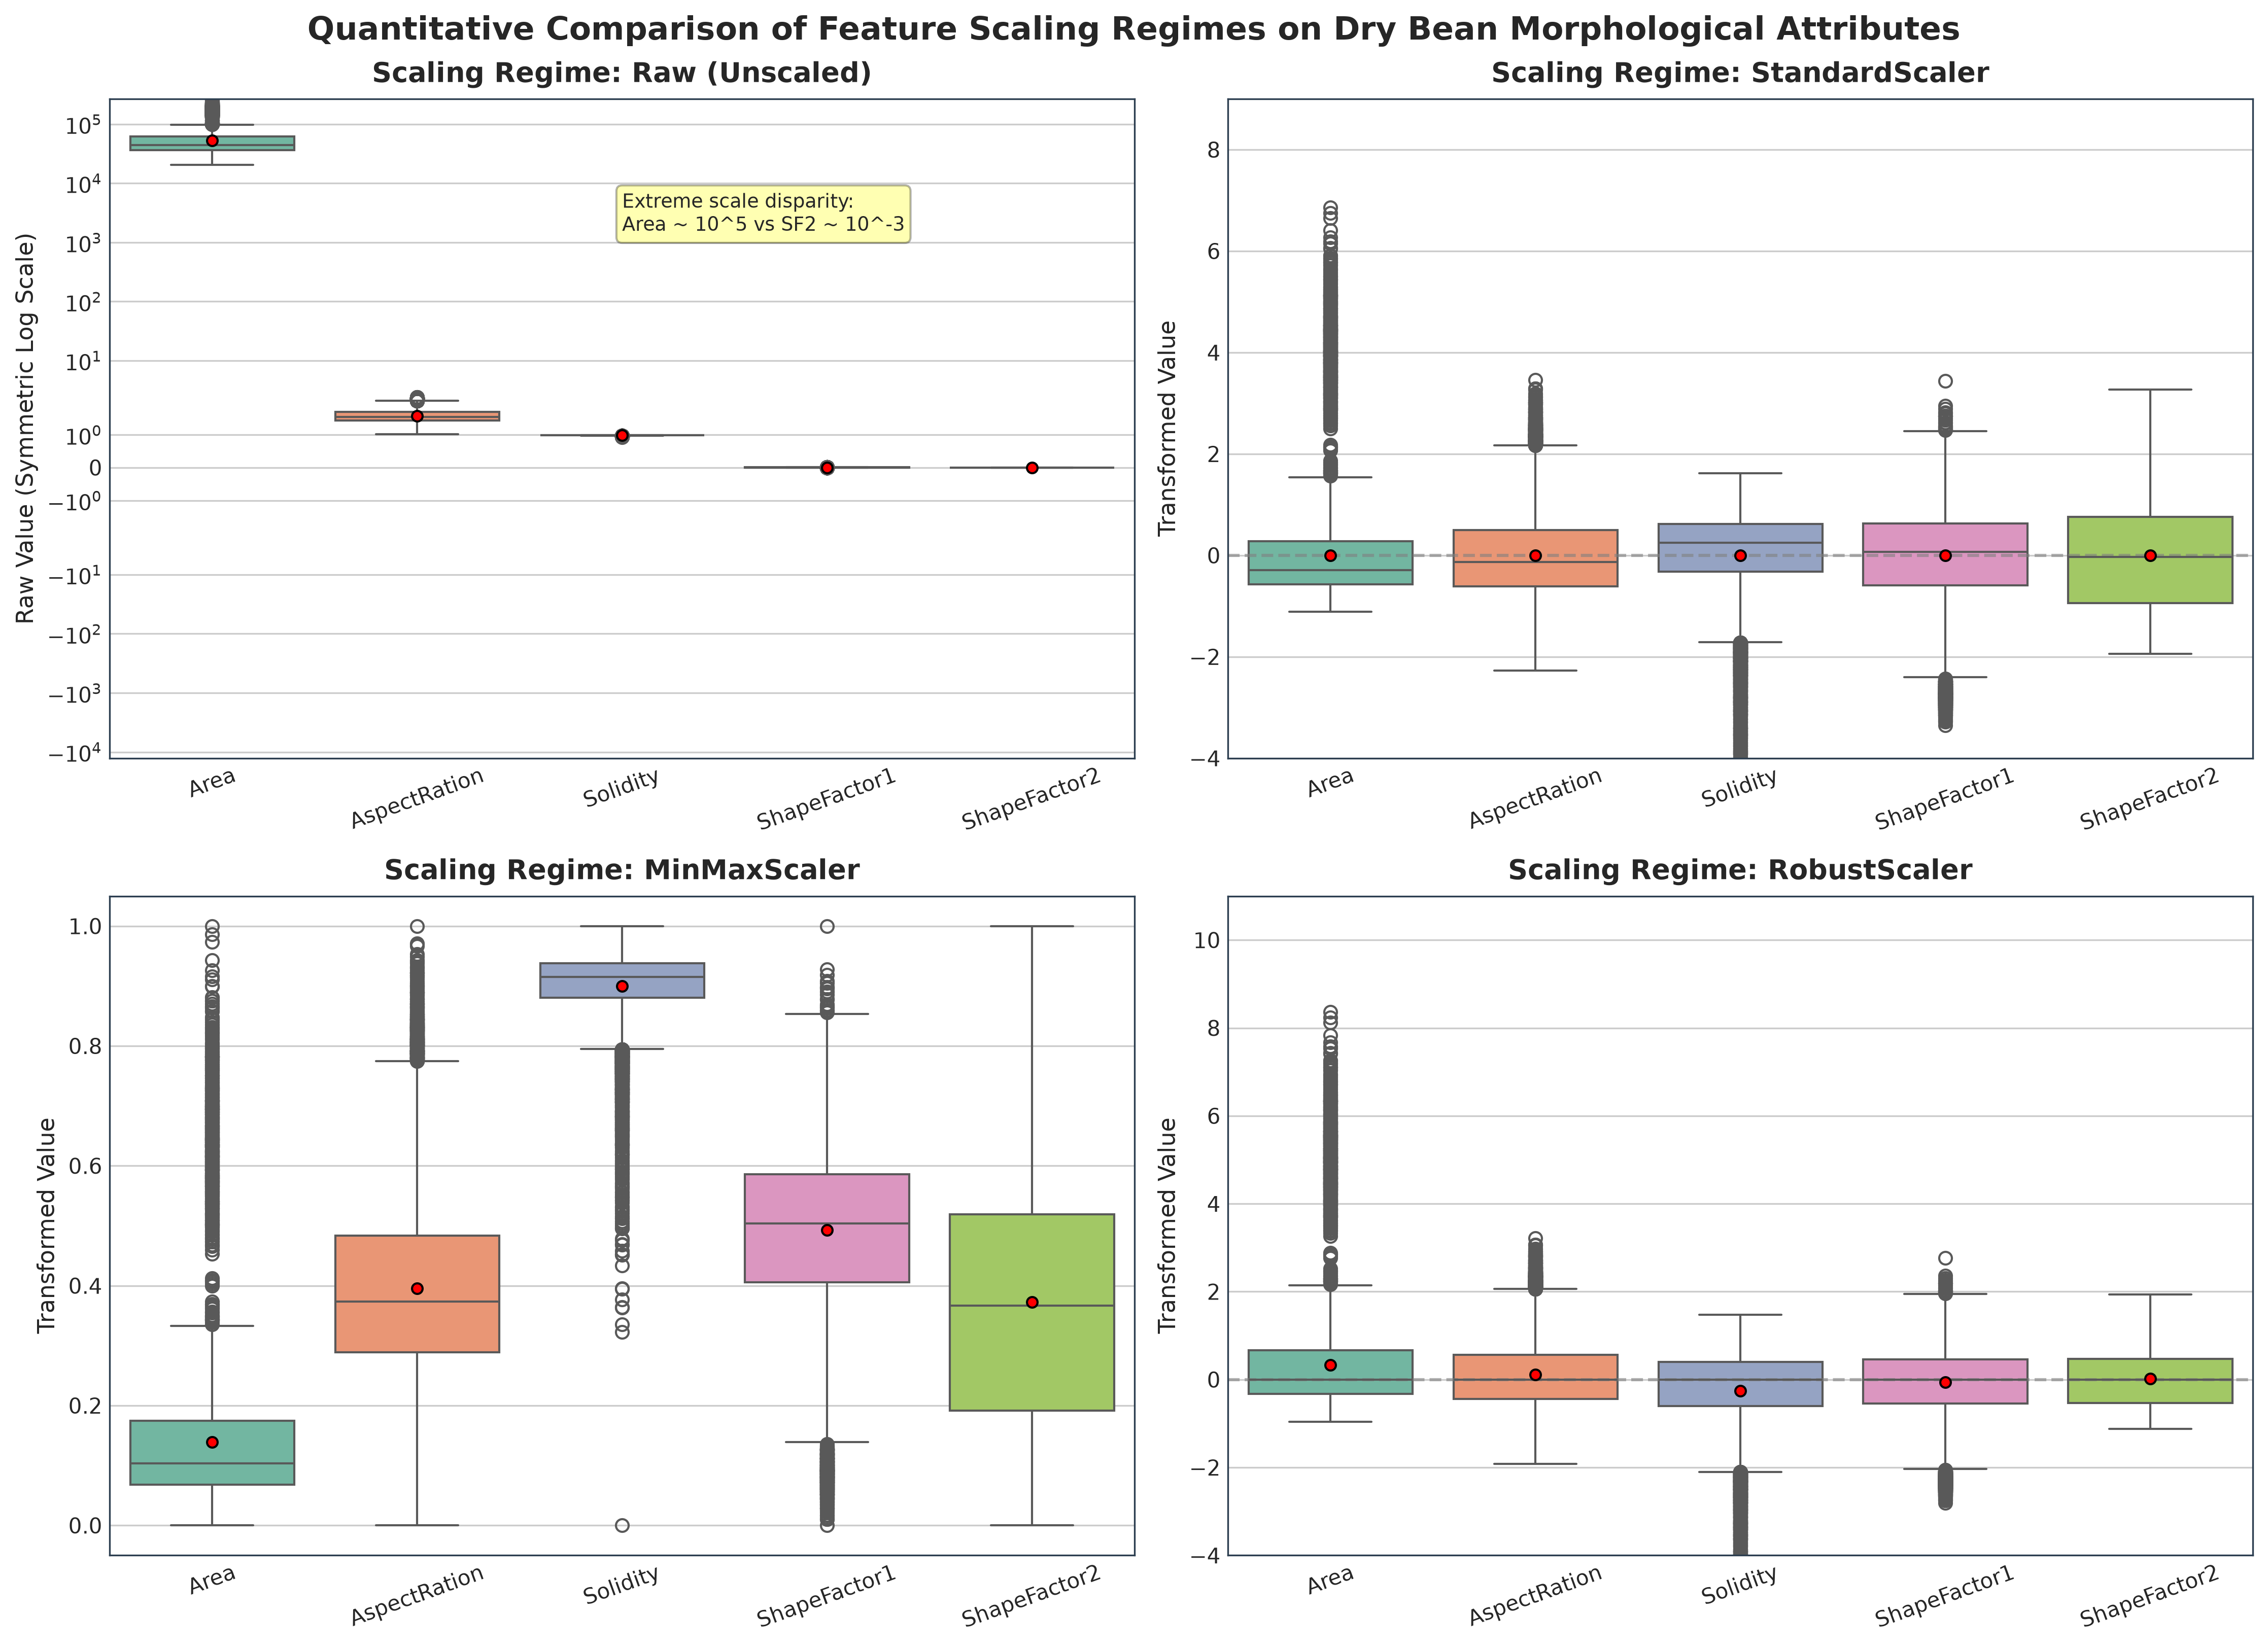 Quantitative Comparison of Feature Scaling Regimes on Dry Bean Morphological Attributes
Scaling Regime: Raw (Unscaled)
Raw Value (Symmetric Log Scale)
10^5
10^4
10^3
10^2
10^1
10^0
0
−10^0
−10^1
−10^2
−10^3
−10^4
Extreme scale disparity:
Area ~ 10^5 vs SF2 ~ 10^-3
Area
AspectRation
Solidity
ShapeFactor1
ShapeFactor2
Scaling Regime: StandardScaler
Transformed Value
8
6
4
2
0
−2
−4
Area
AspectRation
Solidity
ShapeFactor1
ShapeFactor2
Scaling Regime: MinMaxScaler
Transformed Value
1.0
0.8
0.6
0.4
0.2
0.0
Area
AspectRation
Solidity
ShapeFactor1
ShapeFactor2
Scaling Regime: RobustScaler
Transformed Value
10
8
6
4
2
0
−2
−4
Area
AspectRation
Solidity
ShapeFactor1
ShapeFactor2